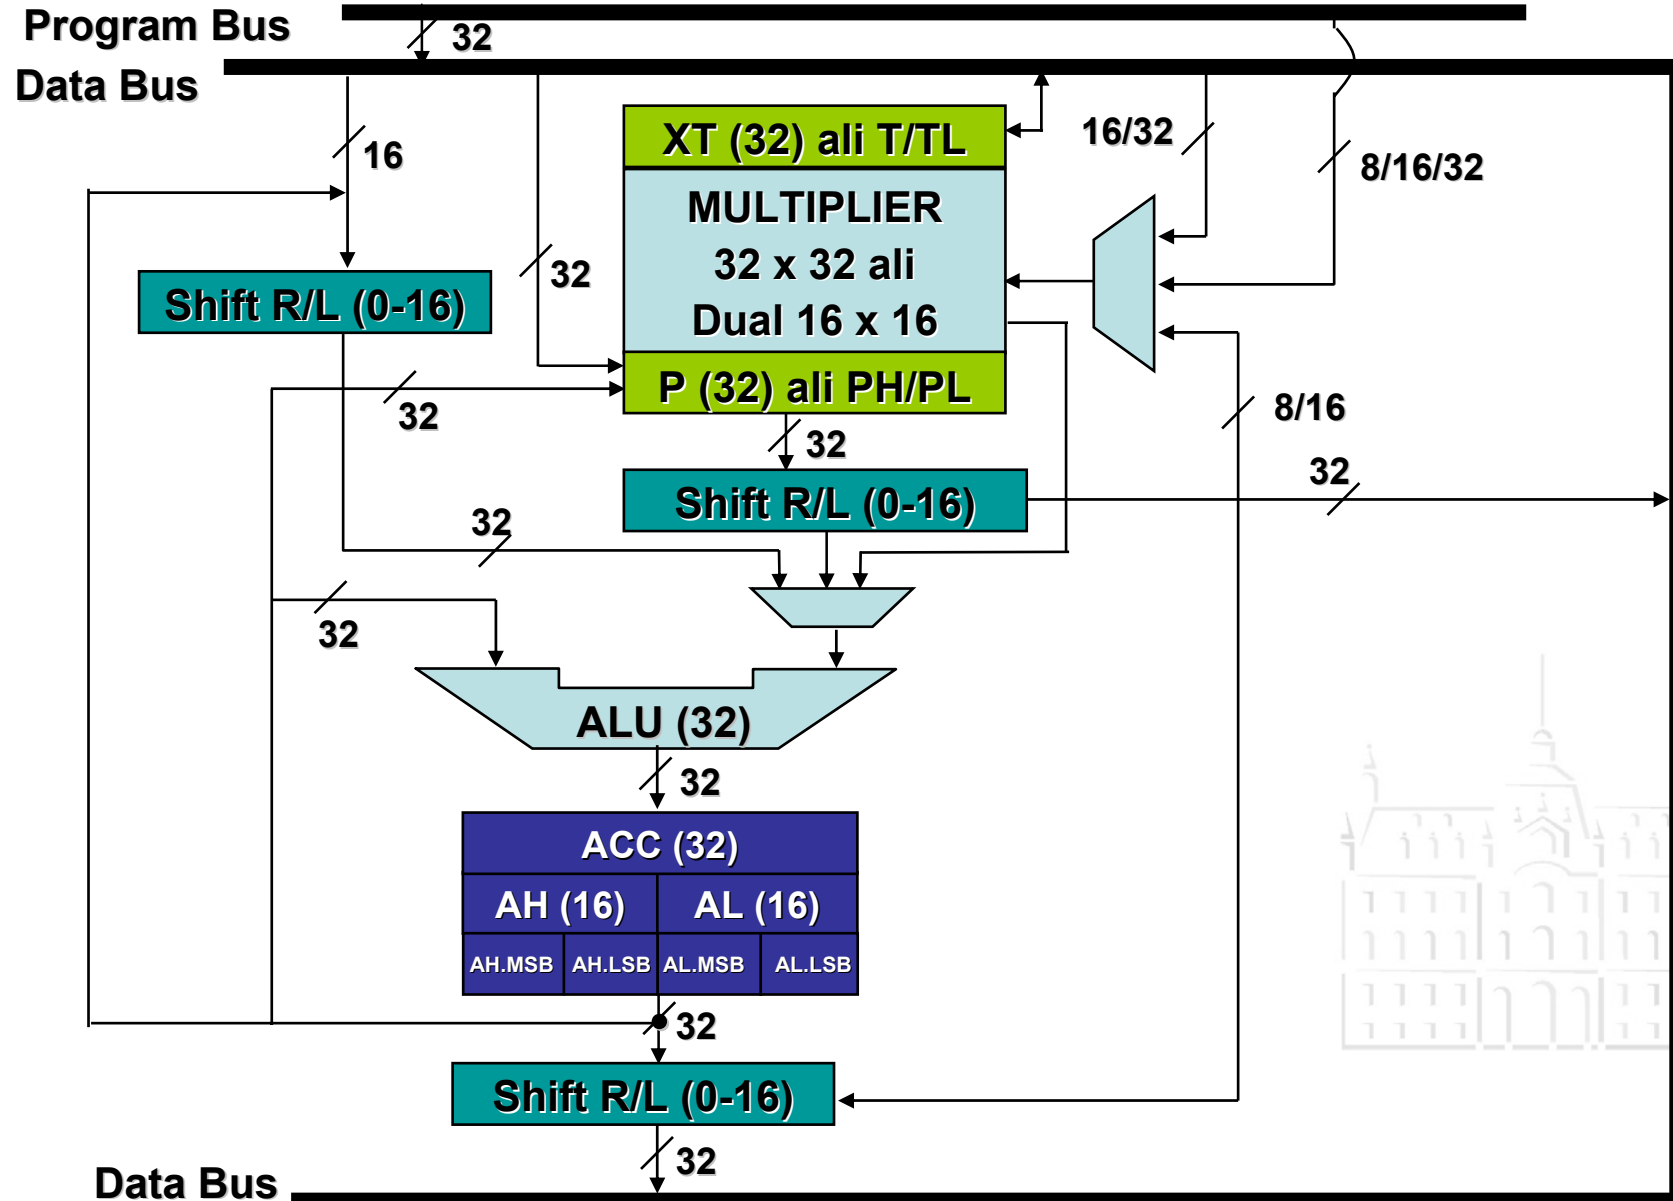 Program Bus
32
Data Bus
16
XT (32) ali T/TL
16/32
8/16/32
MULTIPLIER
32 x 32 ali
Dual 16 x 16
32
Shift R/L (0-16)
P (32) ali PH/PL
32
8/16
32
32
Shift R/L (0-16)
32
32
ALU (32)
32
ACC (32)
AH (16)
AL (16)
AH.MSB
AH.LSB
AL.MSB
AL.LSB
32
Shift R/L (0-16)
32
Data Bus